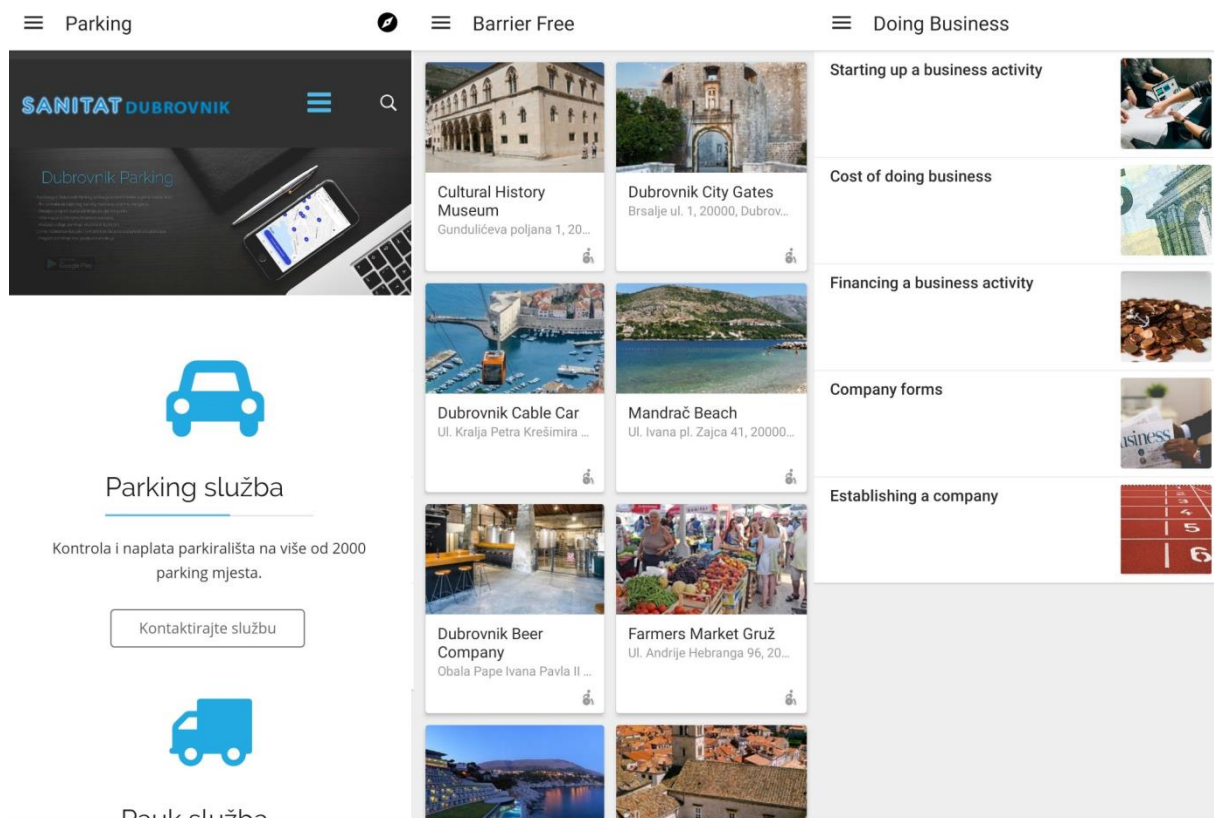 Parking
SANITAT DUBROVNIK
Dubrovnik Parking
Google Play
Parking služba
Kontrola i naplata parkirališta na više od 2000
parking mjesta.
Kontaktirajte službu
Pauk služba
Barrier Free
Cultural History
Museum
Gundulićeva poljana 1, 20...
Dubrovnik City Gates
Brsalje ul. 1, 20000, Dubrov...
Dubrovnik Cable Car
Ul. Kralja Petra Krešimira ...
Mandrač Beach
Ul. Ivana pl. Zajca 41, 20000...
Dubrovnik Beer
Company
Obala Pape Ivana Pavla II ...
Farmers Market Gruž
Ul. Andrije Hebranga 96, 20...
Doing Business
Starting up a business activity
Cost of doing business
Financing a business activity
Company forms
Establishing a company